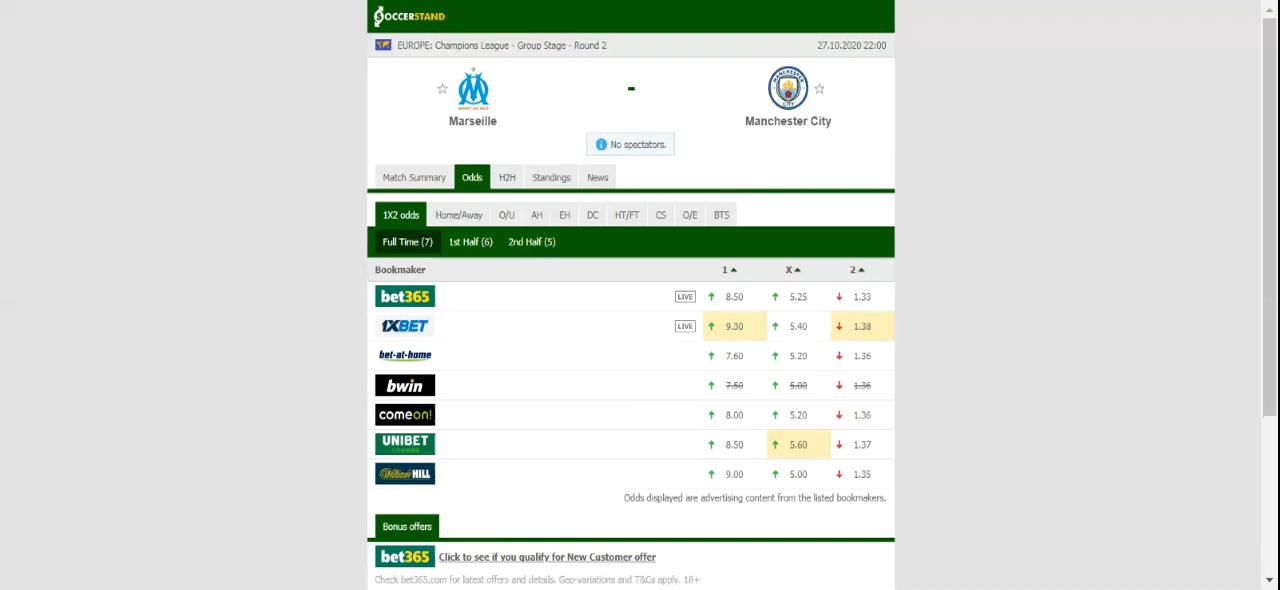 SOCCERSTAND
EUROPE: Champions League - Group Stage - Round 2 27.10.2020 22:00
MANCHESTER
CITY
Marseille Manchester City
No spectators.
Match Summary Odds H2H Standings News
1X2 odds Home/Away O/U AH EH DC HT/FT CS O/E BTS
Full Time (7) 1st Half (6) 2nd Half (5)
Bookmaker 1 X 2
bet365 LIVE 8.50 5.25 1.33
1XBET LIVE 9.30 5.40 1.38
bet-at-home 7.60 5.20 1.36
bwin 7.50 5.00 1.36
comeon! 8.00 5.20 1.36
UNIBET 8.50 5.60 1.37
William HILL 9.00 5.00 1.35
Odds displayed are advertising content from the listed bookmakers.
Bonus offers
bet365 Click to see if you qualify for New Customer offer
Check bet365.com for latest offers and details. Geo-variations and T&Cs apply. 18+